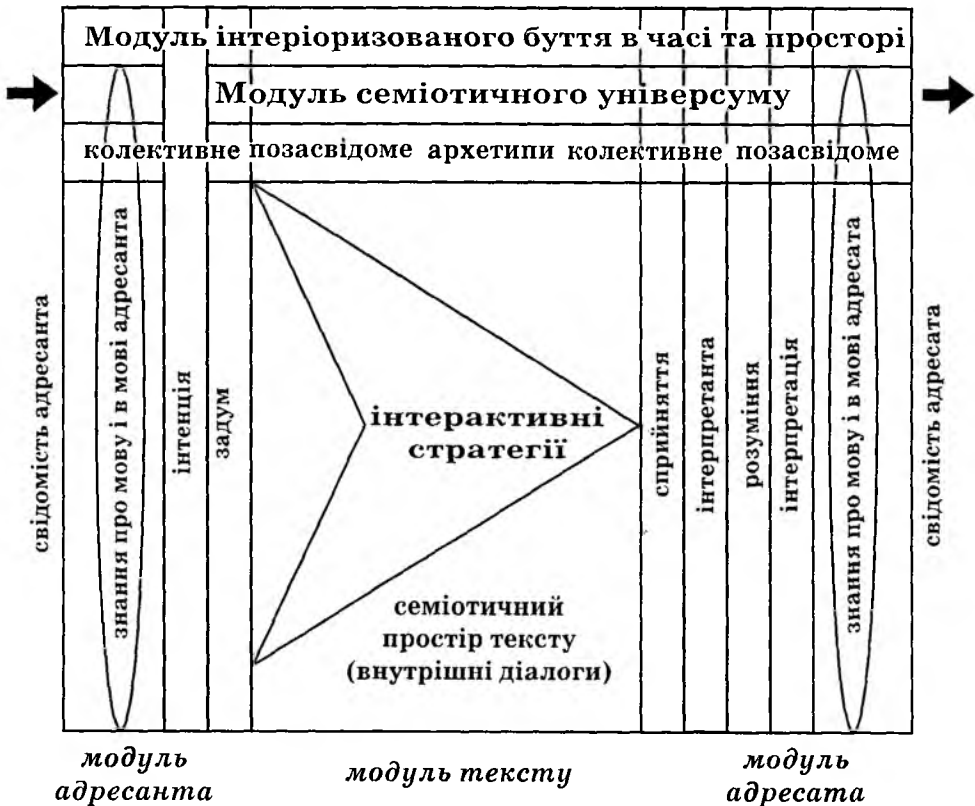 Модуль інтеріоризованого буття в часі та просторі
Модуль семіотичного універсуму
колективне позасвідоме архетипи колективне позасвідоме
свідомість адресанта
знання про мову і в мові адресанта
інтенція
задум
інтерактивні
стратегії
семіотичний
простір тексту
(внутрішні діалоги)
сприйняття
інтерпретанта
розуміння
інтерпретація
знання про мову і в мові адресата
свідомість адресата
модуль
адресанта
модуль тексту
модуль
адресата